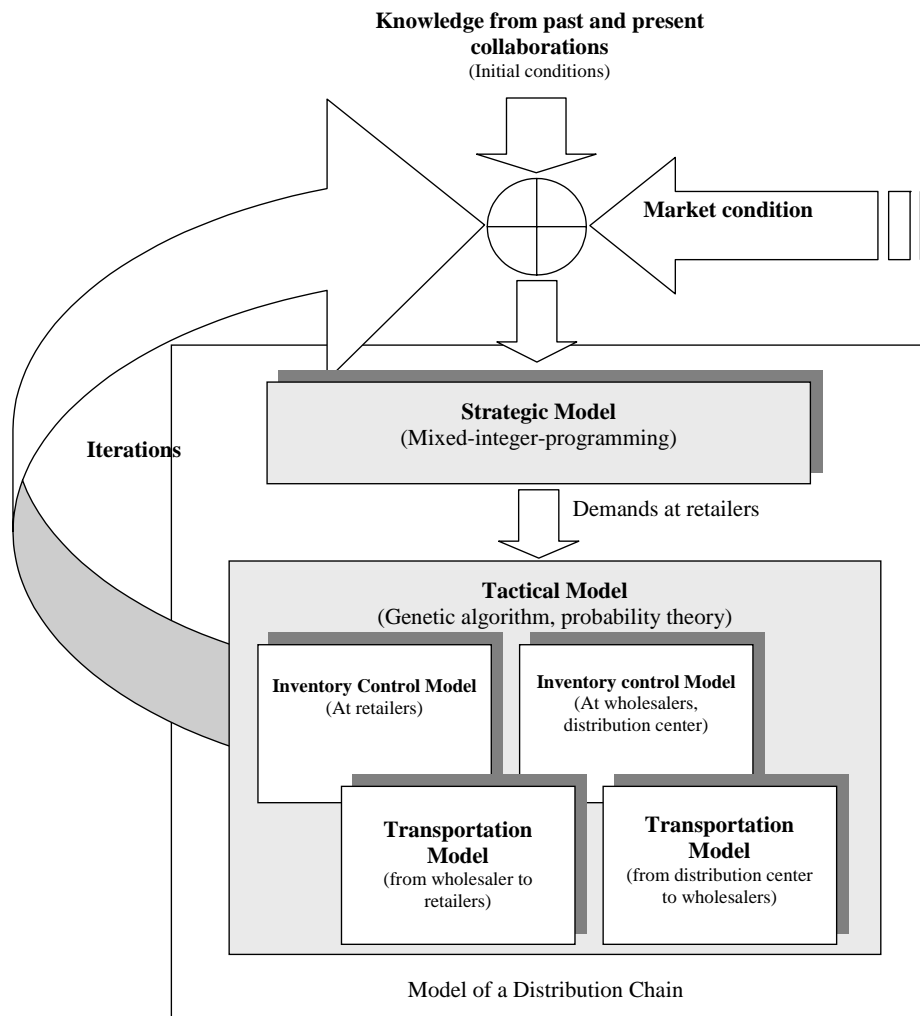 Knowledge from past and present
collaborations
(Initial conditions)
Market condition
Strategic Model
(Mixed-integer-programming)
Iterations
Demands at retailers
Tactical Model
(Genetic algorithm, probability theory)
Inventory Control Model
(At retailers)
Inventory control Model
(At wholesalers,
distribution center)
Transportation
Model
(from wholesaler to
retailers)
Transportation
Model
(from distribution center
to wholesalers)
Model of a Distribution Chain